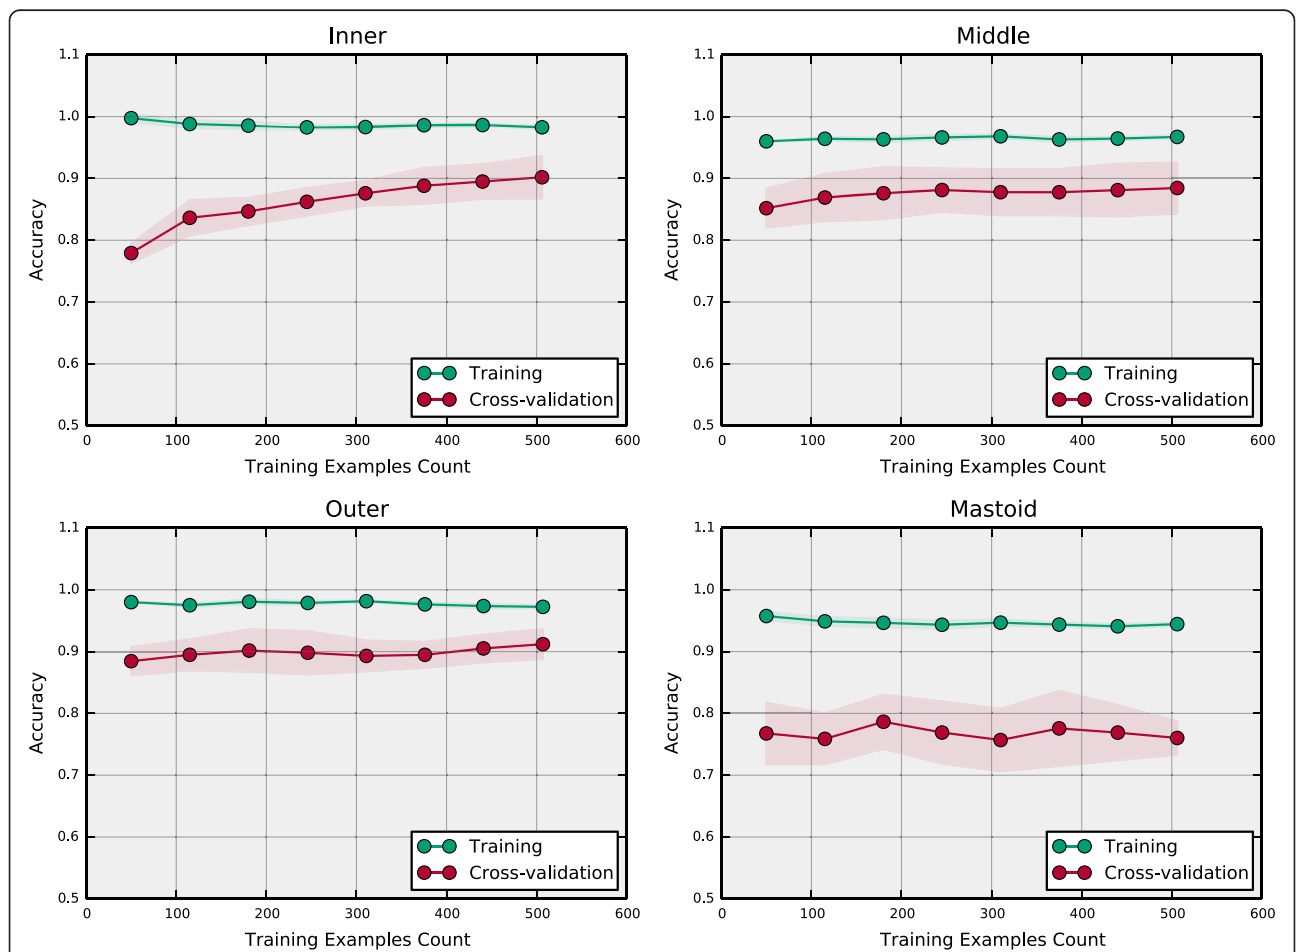 Inner
1.1
1.0
0.9
0.8
0.7
0.6
0.5
Accuracy
Training
Cross-validation
0 100 200 300 400 500 600
Training Examples Count
Middle
1.1
1.0
0.9
0.8
0.7
0.6
0.5
Accuracy
Training
Cross-validation
0 100 200 300 400 500 600
Training Examples Count
Outer
1.1
1.0
0.9
0.8
0.7
0.6
0.5
Accuracy
Training
Cross-validation
0 100 200 300 400 500 600
Training Examples Count
Mastoid
1.1
1.0
0.9
0.8
0.7
0.6
0.5
Accuracy
Training
Cross-validation
0 100 200 300 400 500 600
Training Examples Count